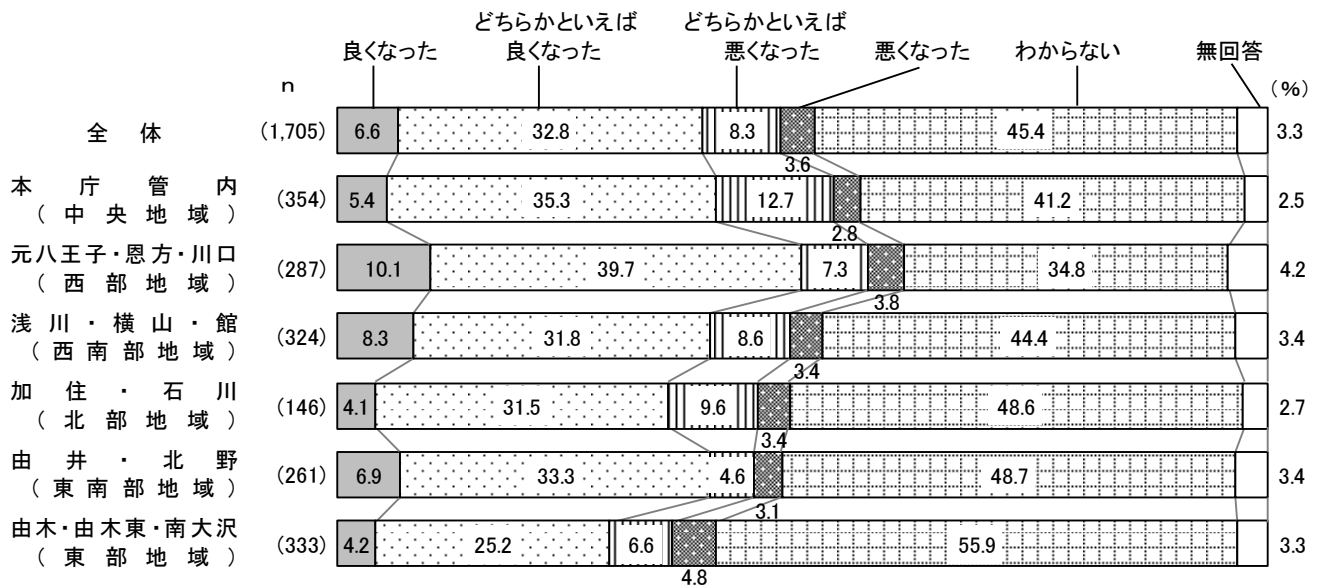 どちらかといえば どちらかといえば
良くなった 良くなった 悪くなった 悪くなった わからない 無回答
n (%)
全体 (1,705) 6.6 32.8 8.3 45.4 3.3
3.6
本庁管内 (354) 5.4 35.3 12.7 41.2 2.5
(中央地域)
2.8
元八王子・恩方・川口 (287) 10.1 39.7 7.3 34.8 4.2
(西部地域)
3.8
浅川・横山・館 (324) 8.3 31.8 8.6 44.4 3.4
(西南部地域)
3.4
加住・石川 (146) 4.1 31.5 9.6 48.6 2.7
(北部地域)
3.4
由井・北野 (261) 6.9 33.3 4.6 48.7 3.4
(東南部地域)
3.1
由木・由木東・南大沢 (333) 4.2 25.2 6.6 55.9 3.3
(東部地域)
4.8